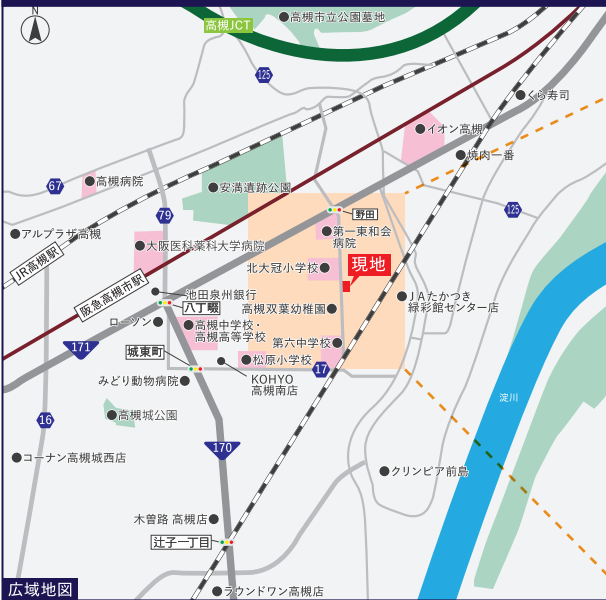 N
高槻JCT
高槻市立公園墓地
125
くら寿司
イオン高槻
焼肉一番
67
高槻病院
安満遺跡公園
79
野田
125
アルプラザ高槻
大阪医科薬科大学病院
第一東和会
病院
JR高槻駅
北大冠小学校
現地
阪急高槻市駅
池田泉州銀行
八丁畷
高槻双葉幼稚園
JAたかつき
緑彩館センター店
ローソン
高槻中学校・
高槻高等学校
171
城東町
第六中学校
松原小学校
17
みどり動物病院
KOHYO
高槻南店
淀川
16
高槻城公園
170
コーナン高槻城西店
クリンピア前島
木曽路 高槻店
辻子一丁目
広域地図
ラウンドワン高槻店